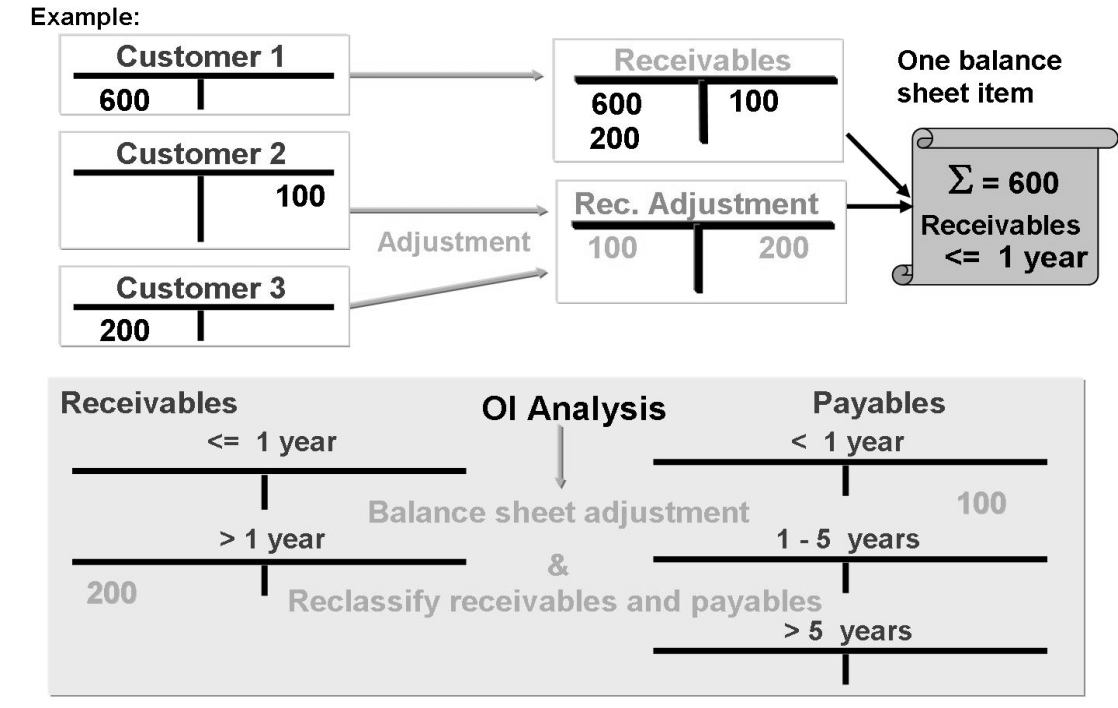 Example:
Customer 1
600
Customer 2
100
Customer 3
200
Adjustment
Receivables
600 100
200
Rec. Adjustment
100 200
One balance
sheet item
Σ = 600
Receivables
<= 1 year
Receivables
OI Analysis
Payables
<= 1 year
< 1 year
Balance sheet adjustment
100
> 1 year
1 - 5 years
200
&
Reclassify receivables and payables
> 5 years